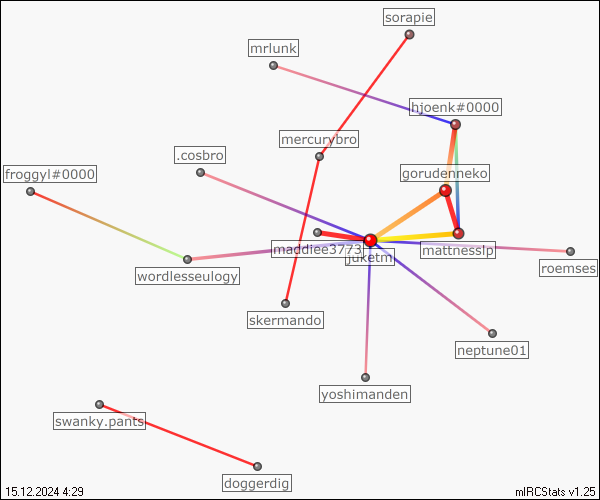 sorapie
mrlunk
hjoenk#0000
mercurybro
.cosbro
froggyl#0000
gorudenneko
maddiee3773
mattnesslp
juketm
wordlesseulogy
roemses
skermando
neptune01
yoshimanden
swanky.pants
doggerdig
15.12.2024 4:29
mIRCStats v1.25